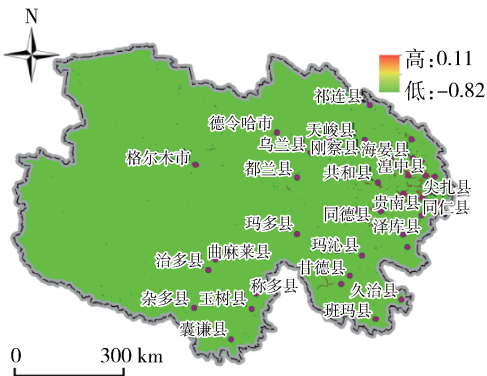 N
高:0.11
低:-0.82
祁连县
德令哈市
天峻县
乌兰县
刚察县
海晏县
格尔木市
都兰县
共和县
湟中县
尖扎县
贵南县
同德县
同仁县
泽库县
玛多县
玛沁县
曲麻莱县
治多县
甘德县
称多县
久治县
杂多县
玉树县
班玛县
囊谦县
0
300 km